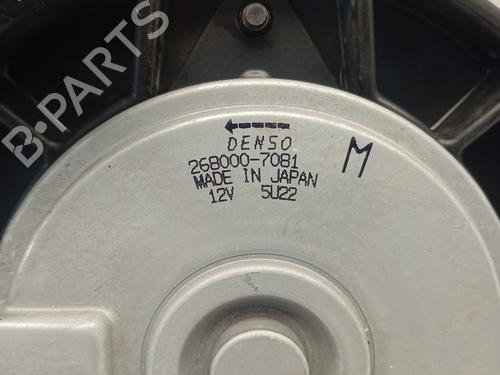 DENSO
268000-7081
MADE IN JAPAN
12V 5U22
M
B-PARTS